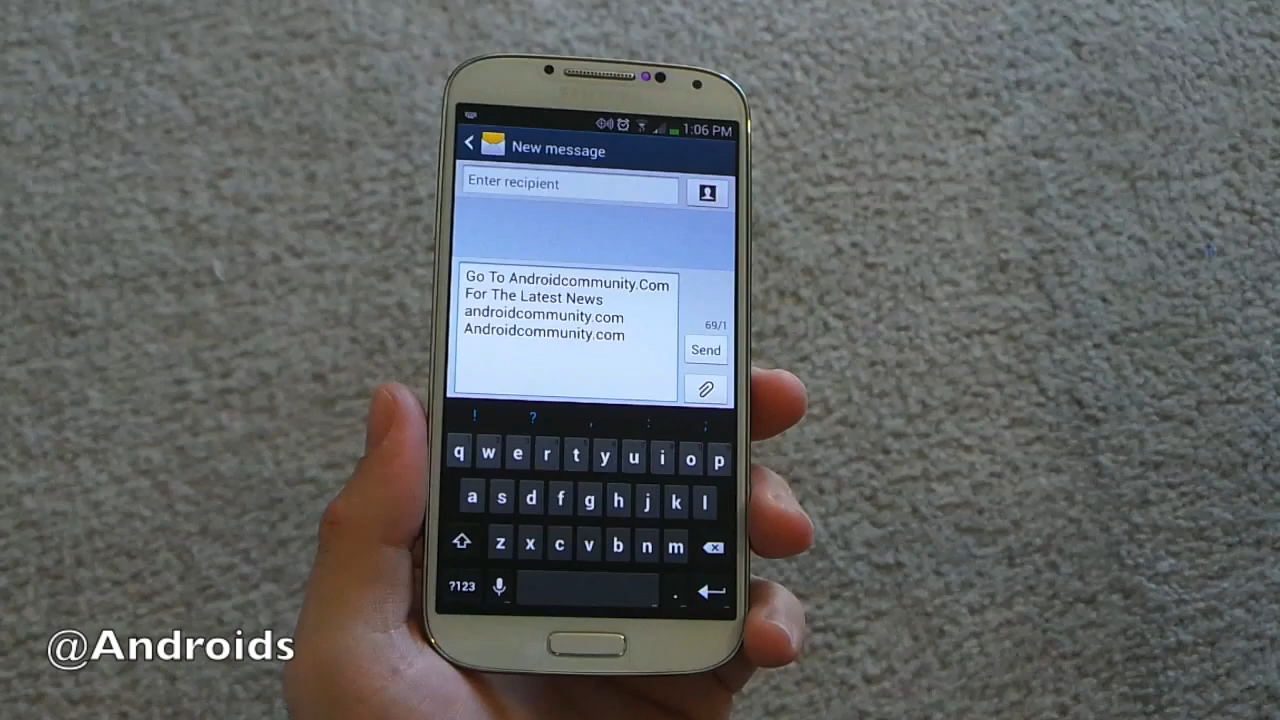 1:06 PM
New message
Enter recipient
Go To Androidcommunity.Com
For The Latest News
androidcommunity.com
Androidcommunity.com
69/1
Send
! ? , : ;
q w e r t y u i o p
a s d f g h j k l
z x c v b n m
?123 .
@Androids